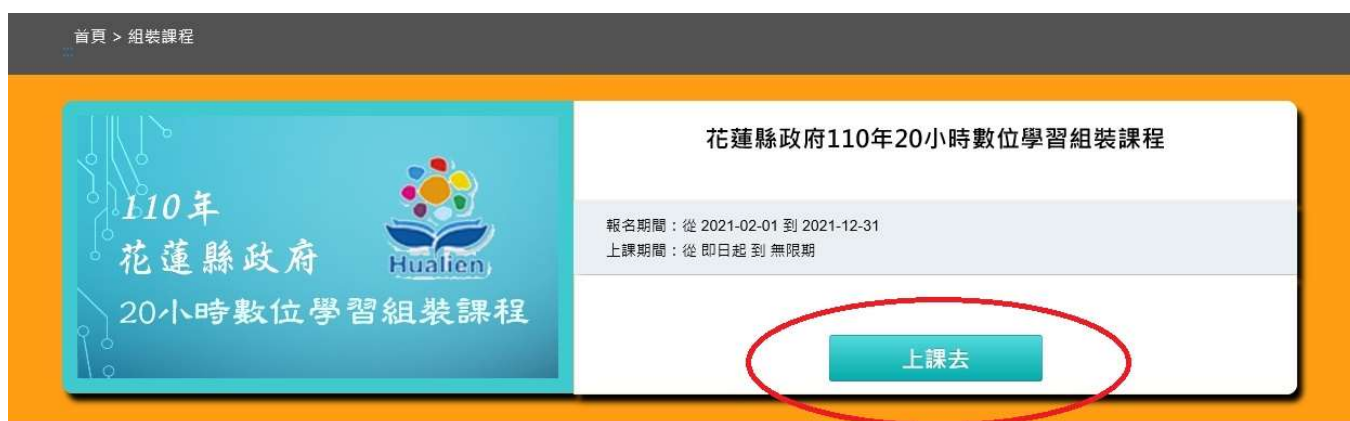 首頁 > 組裝課程
110年
花蓮縣政府
Hualien
20小時數位學習組裝課程
花蓮縣政府110年20小時數位學習組裝課程
報名期間：從 2021-02-01 到 2021-12-31
上課期間：從 即日起 到 無限期
上課去